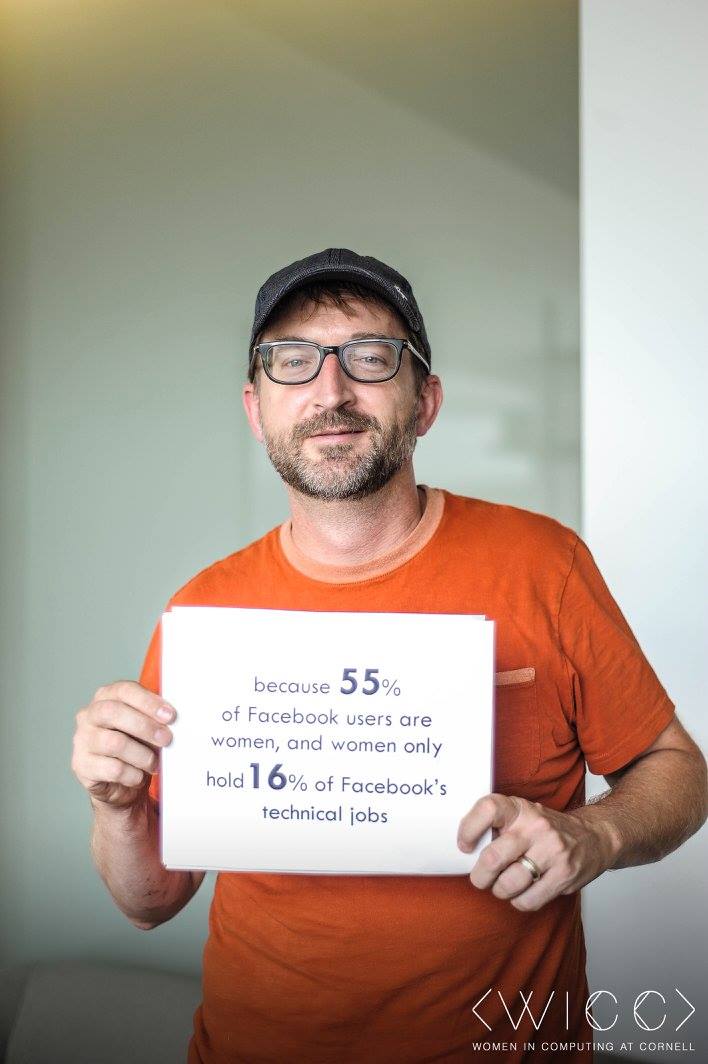 because 55%
of Facebook users are
women, and women only
hold 16% of Facebook's
technical jobs
<WICC>
WOMEN IN COMPUTING AT CORNELL